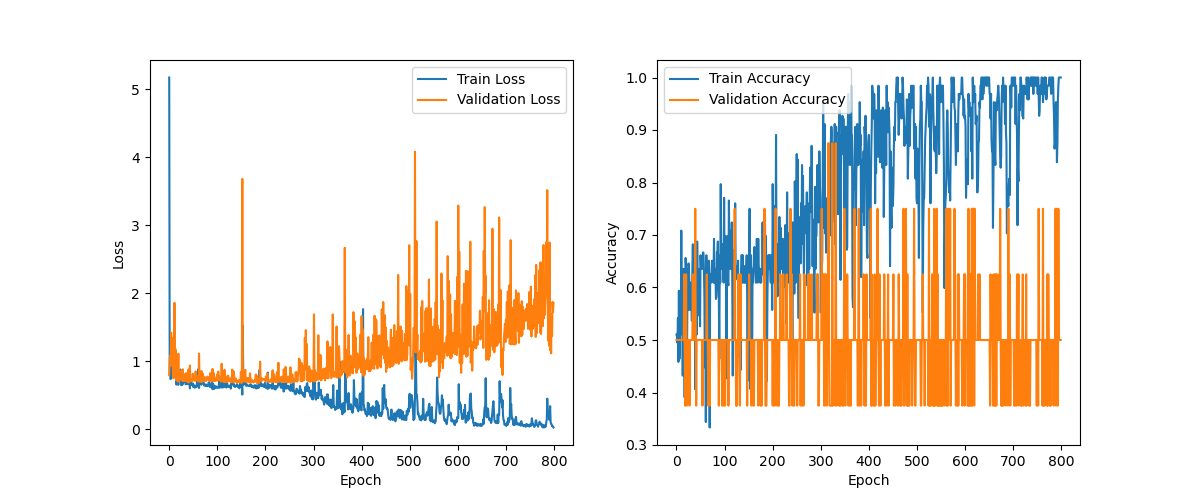 Train Loss
Validation Loss
5
4
3
2
1
0
Loss
0 100 200 300 400 500 600 700 800
Epoch
Train Accuracy
Validation Accuracy
1.0
0.9
0.8
0.7
0.6
0.5
0.4
0.3
Accuracy
0 100 200 300 400 500 600 700 800
Epoch